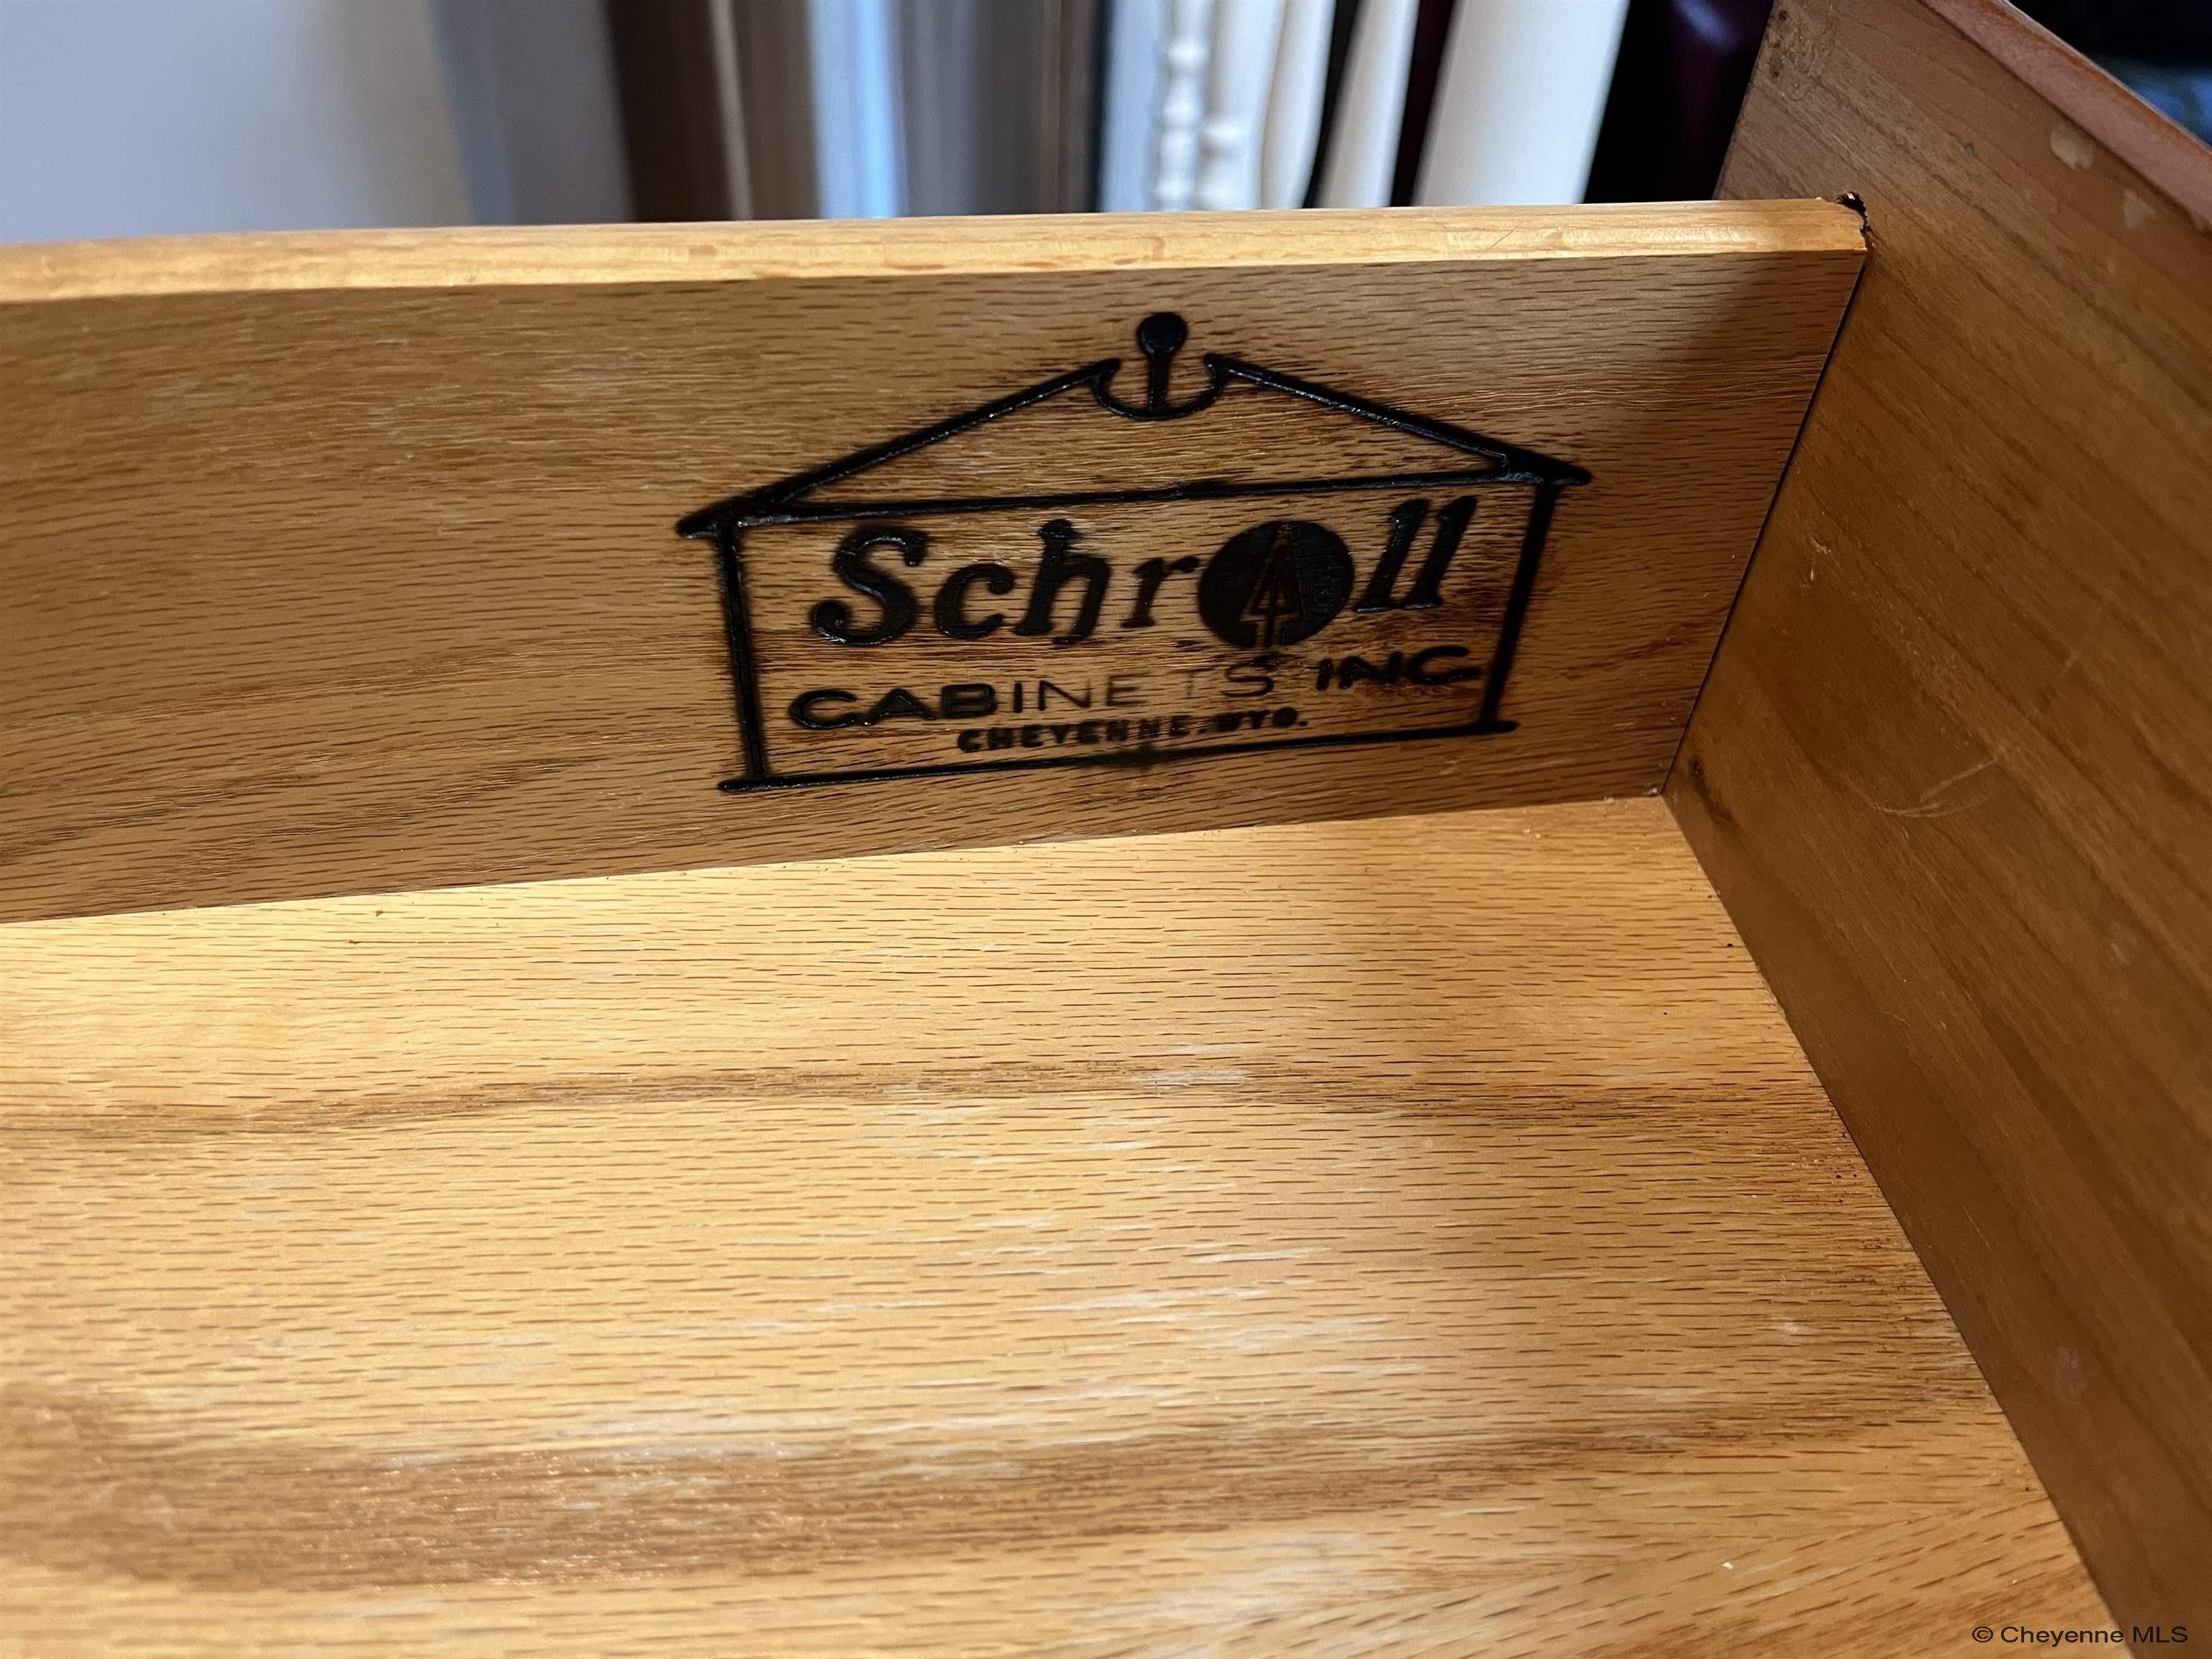 Schroll
CABINETS INC.
CHEYENNE, WYO.
© Cheyenne MLS